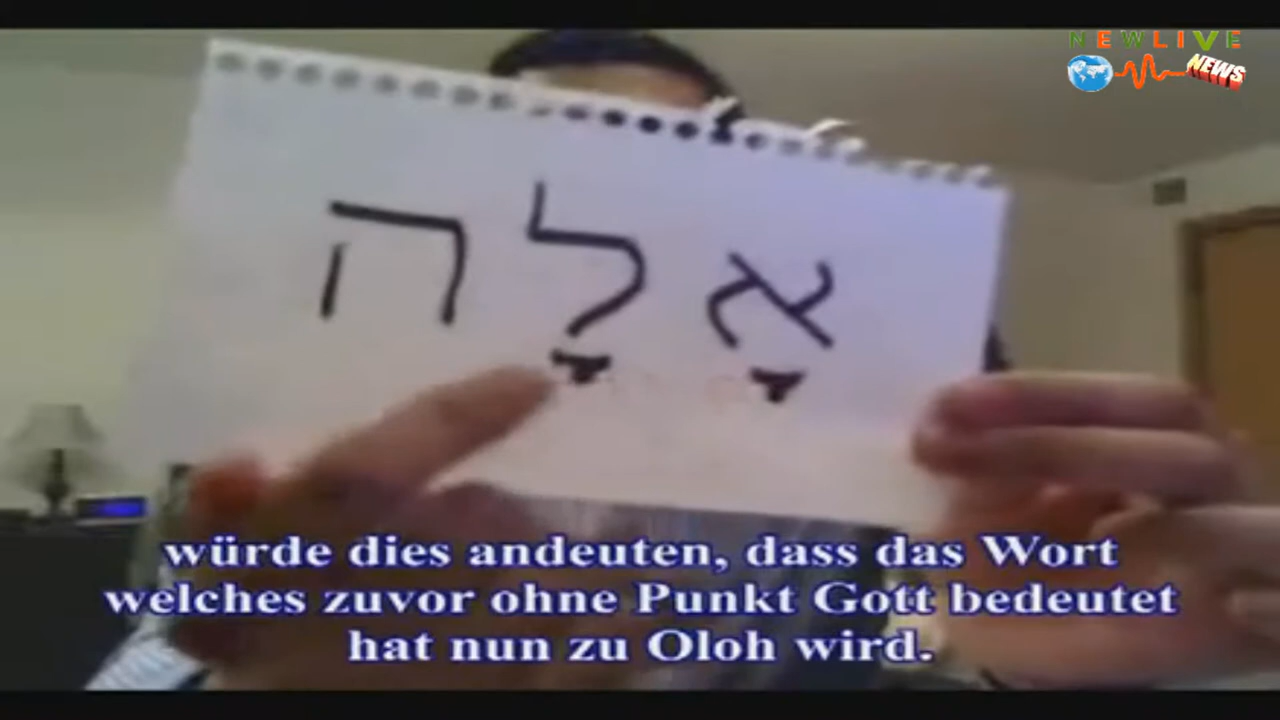 NEWLIVE
NEWS
אָלָה
würde dies andeuten, dass das Wort
welches zuvor ohne Punkt Gott bedeutet
hat nun zu Oloh wird.